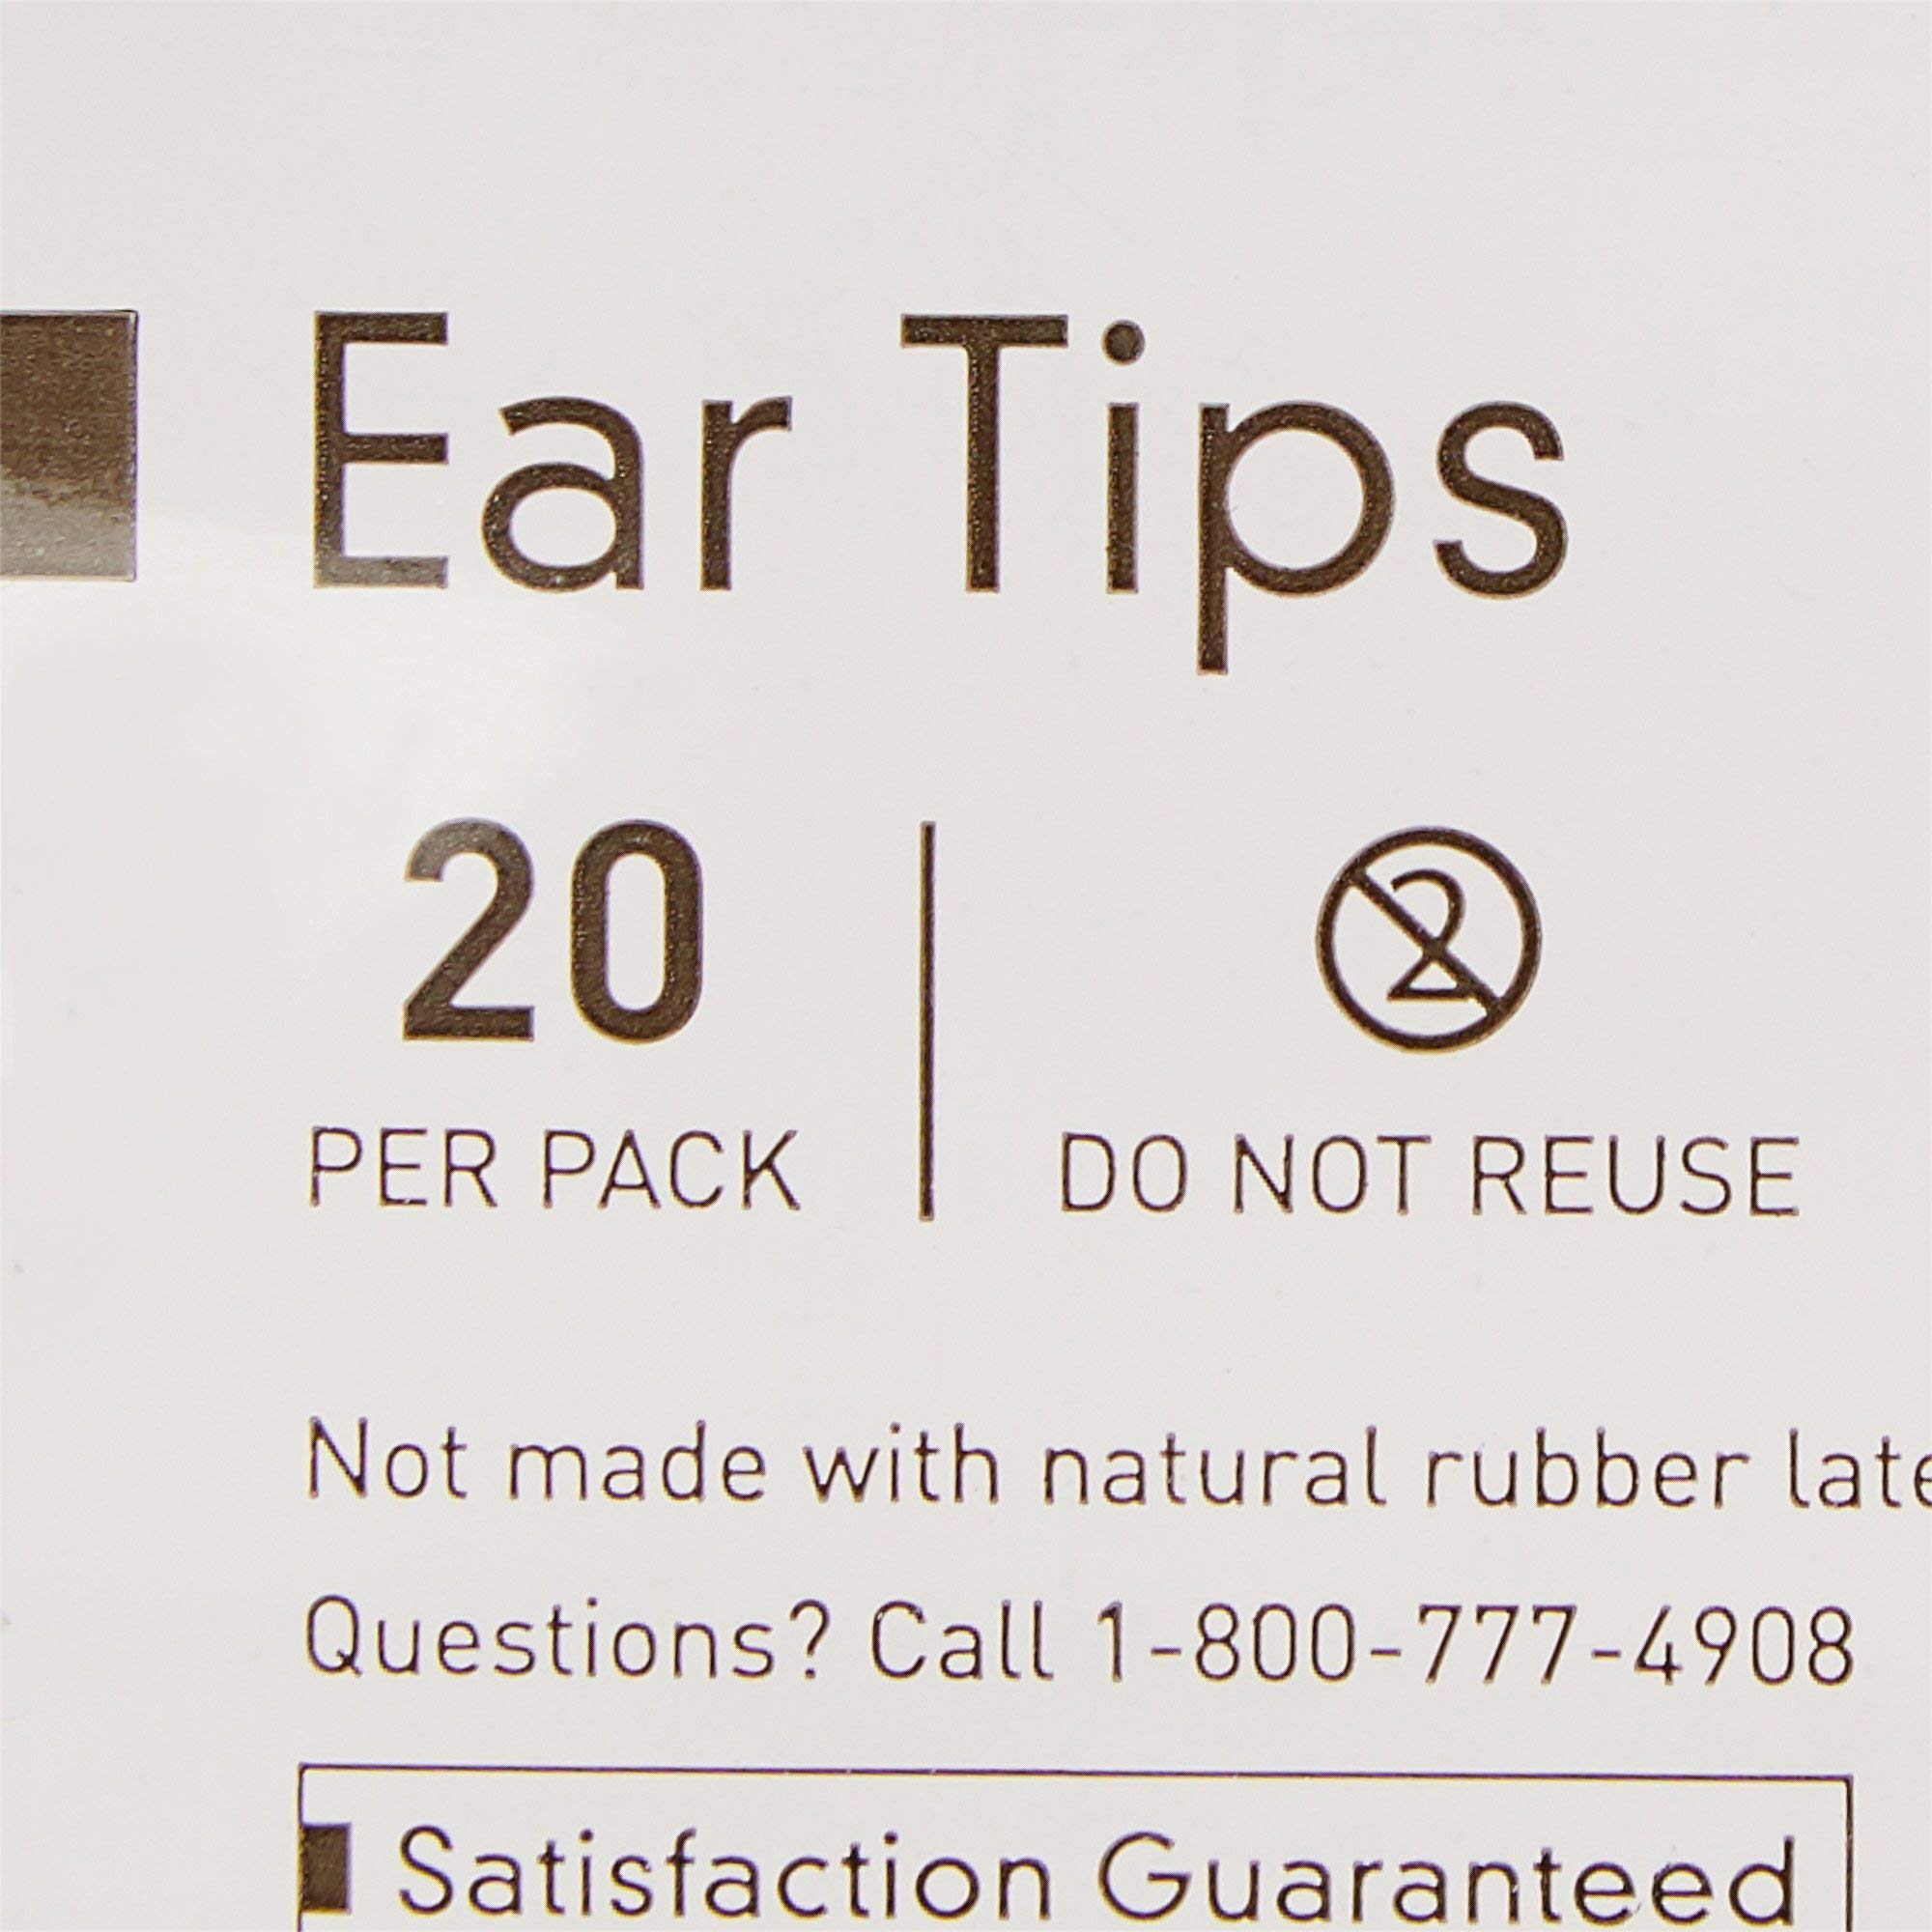 Ear Tips
20
2
PER PACK
DO NOT REUSE
Not made with natural rubber
Questions? Call 1-800-777-4908
Satisfaction Guaranteed